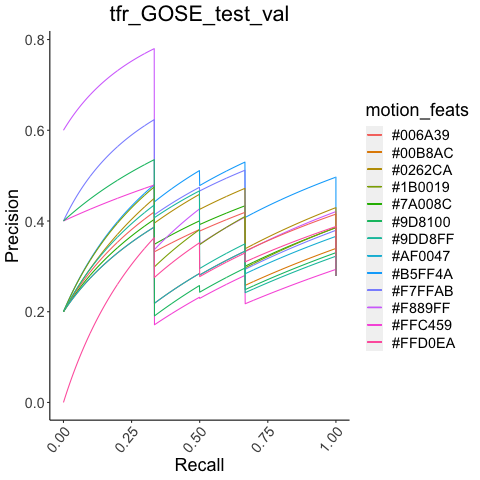 tfr_GOSE_test_val
Precision
0.8
0.6
0.4
0.2
0.0
0.00
0.25
0.50
0.75
1.00
Recall
motion_feats
#006A39
#00B8AC
#0262CA
#1B0019
#7A008C
#9D8100
#9DD8FF
#AF0047
#B5FF4A
#F7FFAB
#F889FF
#FFC459
#FFD0EA